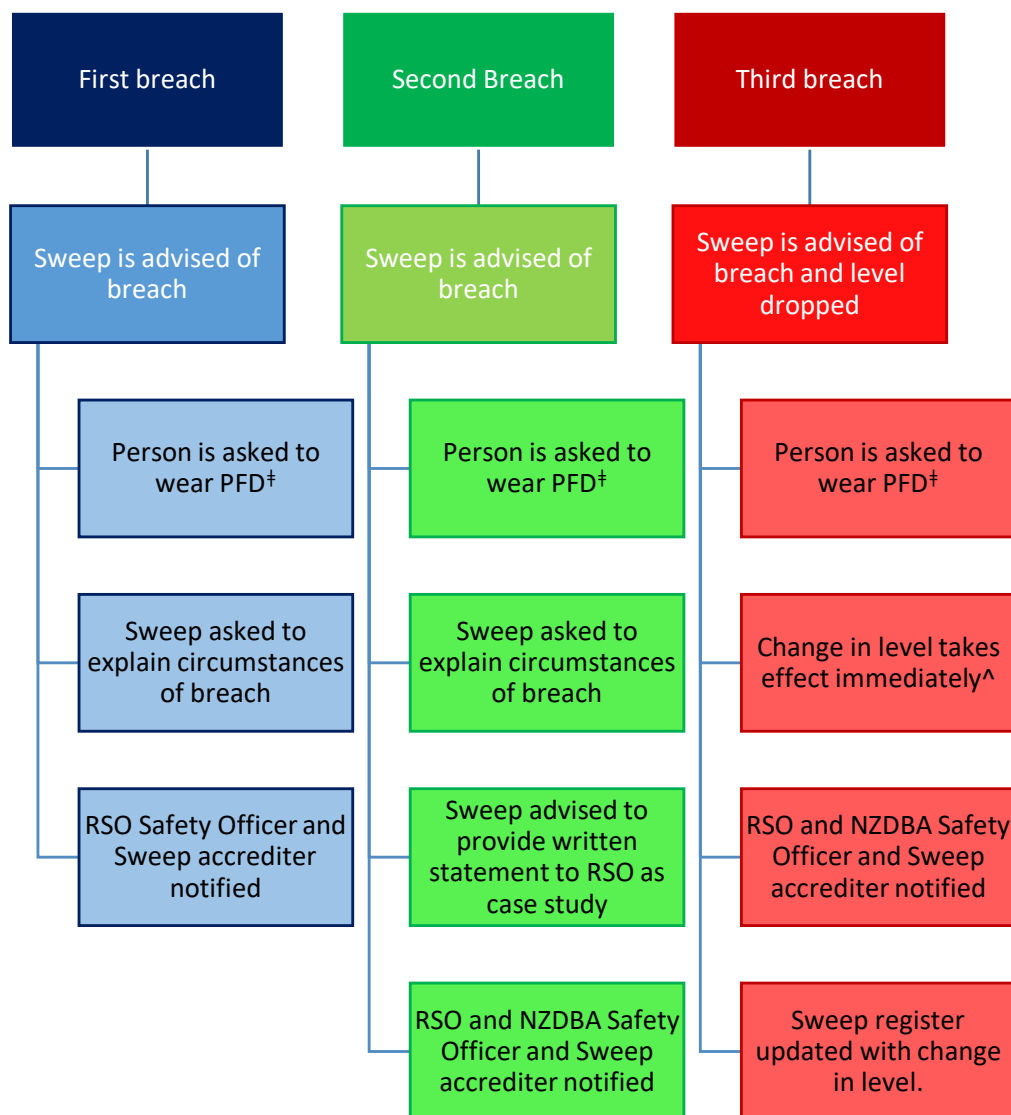 First breach
Sweep is advised of
breach
Person is asked to
wear PFD‡
Sweep asked to
explain circumstances
of breach
RSO Safety Officer and
Sweep accrediter
notified
Second Breach
Sweep is advised of
breach
Person is asked to
wear PFD‡
Sweep asked to
explain circumstances
of breach
Sweep advised to
provide written
statement to RSO as
case study
RSO and NZDBA Safety
Officer and Sweep
accrediter notified
Third breach
Sweep is advised of
breach and level
dropped
Person is asked to
wear PFD‡
Change in level takes
effect immediately^
RSO and NZDBA Safety
Officer and Sweep
accrediter notified
Sweep register
updated with change
in level.